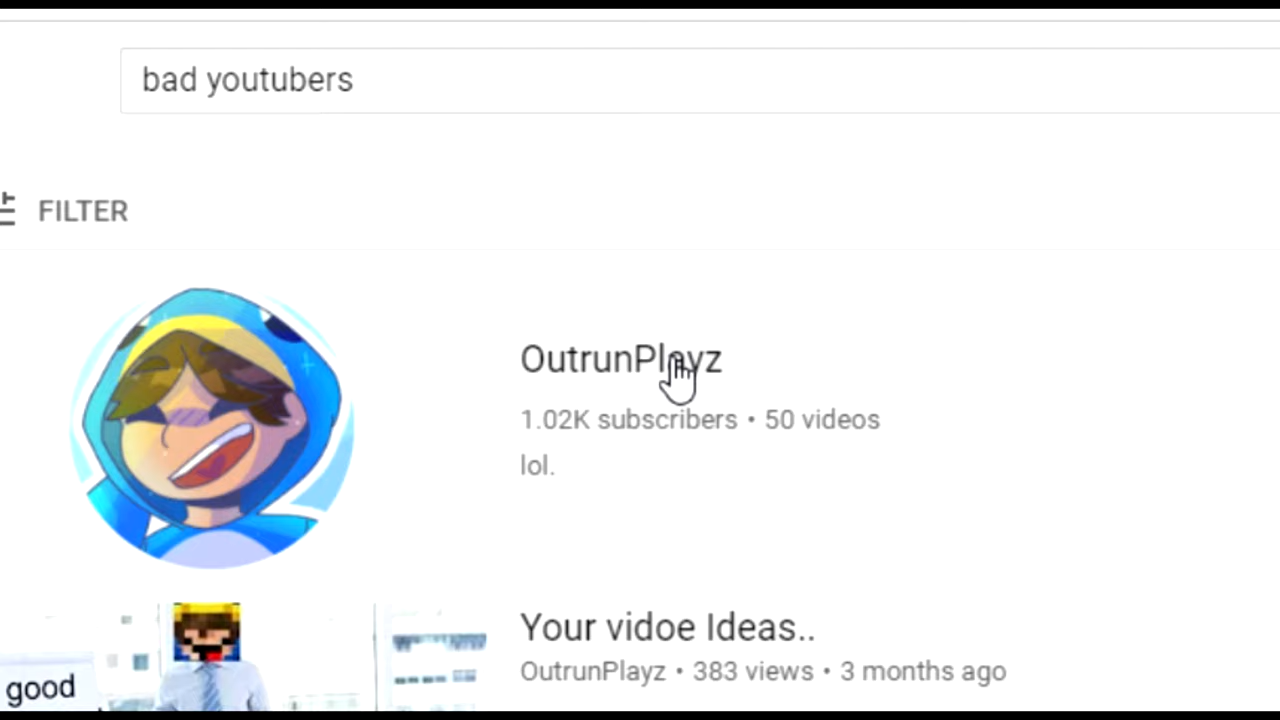 bad youtubers
FILTER
OutrunPlayz
1.02K subscribers • 50 videos
lol.
Your vidoe Ideas..
OutrunPlayz • 383 views • 3 months ago
good